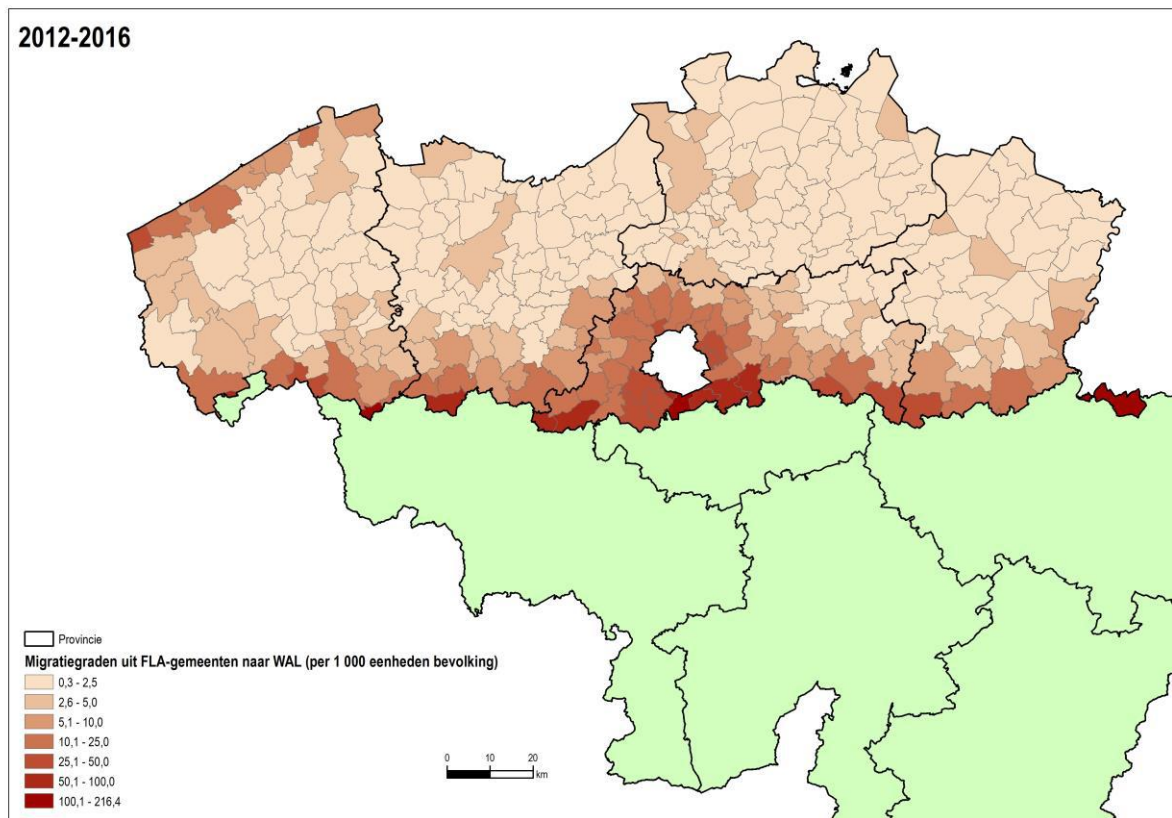 2012-2016
Provincie
Migratiegraden uit FLA-gemeenten naar WAL (per 1 000 eenheden bevolking)
0,3 - 2,5
2,6 - 5,0
5,1 - 10,0
10,1 - 25,0
25,1 - 50,0
50,1 - 100,0
100,1 - 216,4
0 10 20
km